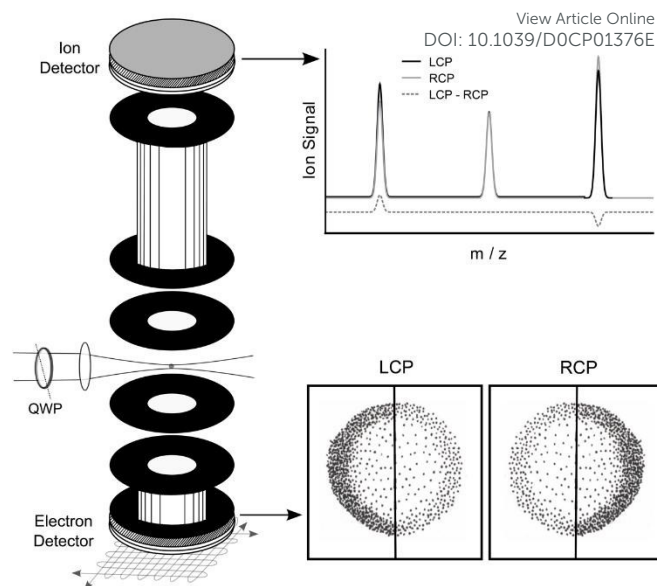 View Article Online
DOI: 10.1039/D0CP01376E
Ion
Detector
LCP
RCP
LCP - RCP
Ion Signal
m / z
QWP
LCP
RCP
Electron
Detector